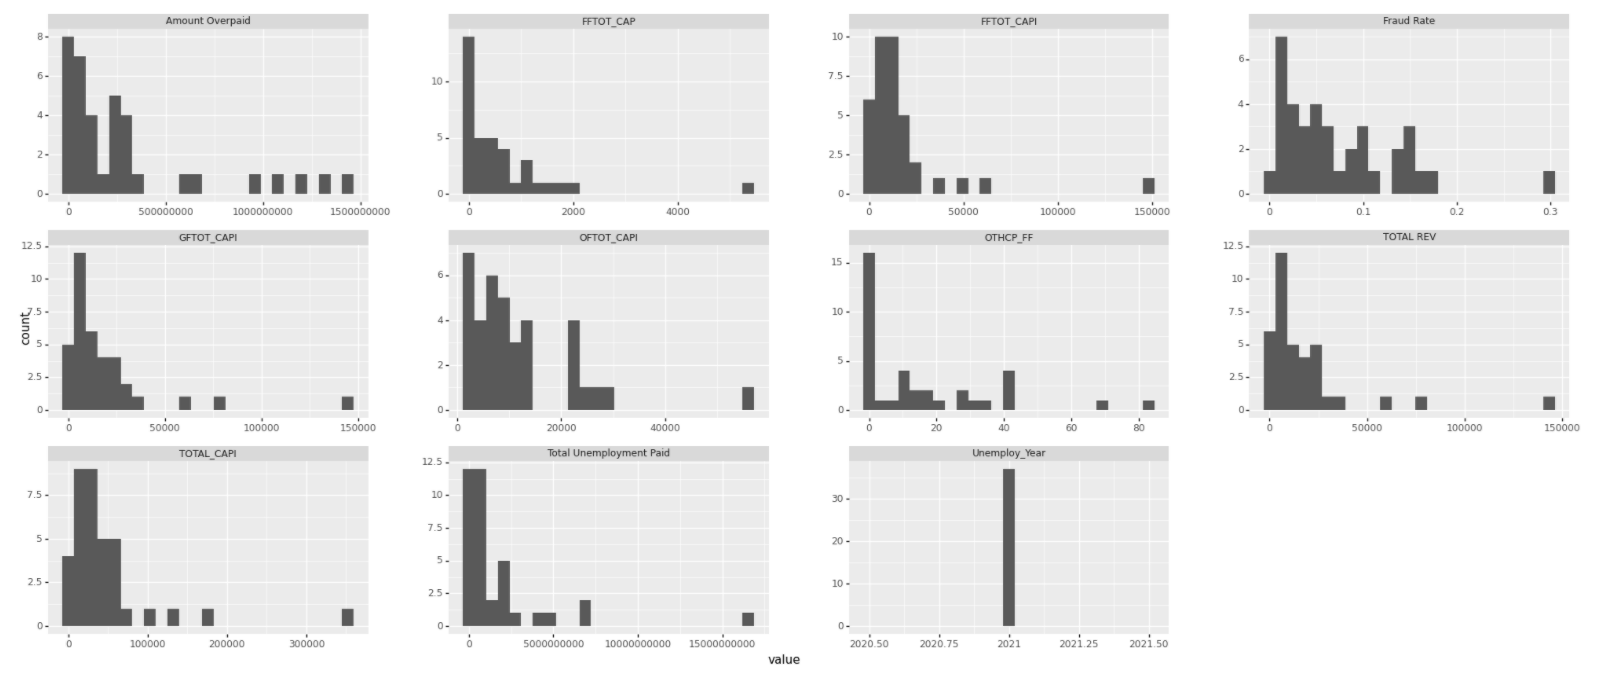 Amount Overpaid FFTOT_CAP FFTOT_CAPI Fraud Rate
8 6 4 2 0
10 5 0
10 7.5 5 2.5 0
6 4 2 0
0 500000000 1000000000 1500000000
0 2000 4000
0 50000 100000 150000
0 0.1 0.2 0.3
GFTOT_CAPI OFTOT_CAPI OTHCP_FF TOTAL REV
count
12.5 10 7.5 5 2.5 0
6 4 2 0
15 10 5 0
12.5 10 7.5 5 2.5 0
0 50000 100000 150000
0 20000 40000
0 20 40 60 80
0 50000 100000 150000
TOTAL_CAPI Total Unemployment Paid Unemploy_Year
7.5 5 2.5 0
12.5 10 7.5 5 2.5 0
30 20 10 0
0 100000 200000 300000
0 5000000000 10000000000 15000000000
2020.50 2020.75 2021 2021.25 2021.50
value